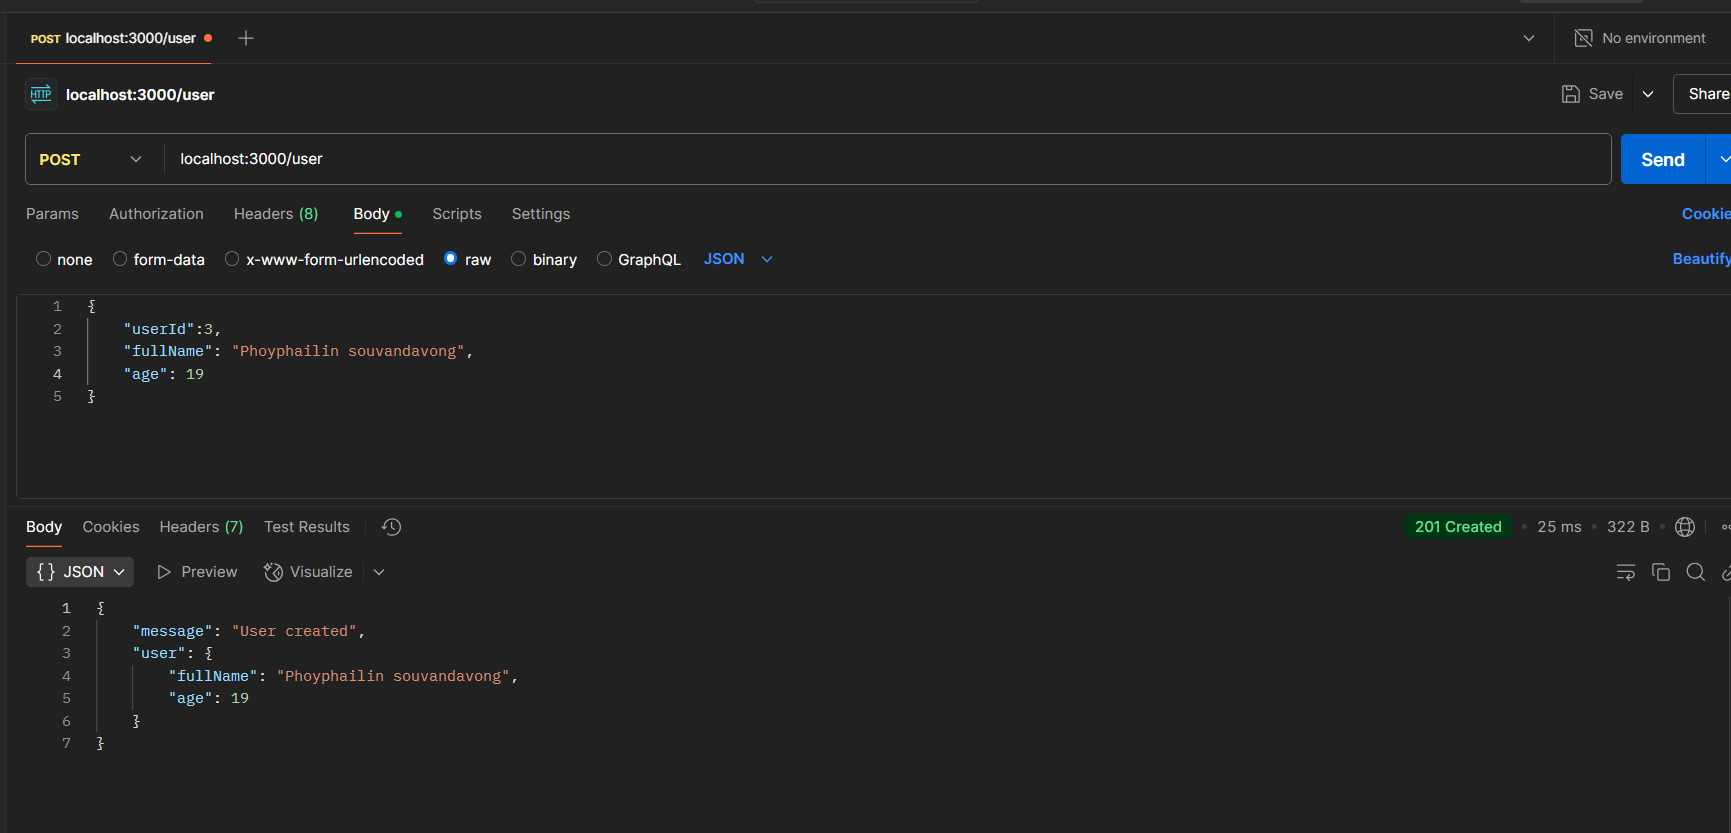 POST localhost:3000/user
No environment
HTTP localhost:3000/user
Save
Share
POST localhost:3000/user
Send
Params Authorization Headers (8) Body Scripts Settings
Cookie
none form-data x-www-form-urlencoded raw binary GraphQL JSON
Beautify
1 {
2 "userId":3,
3 "fullName": "Phoyphailin souvandavong",
4 "age": 19
5 }
Body Cookies Headers (7) Test Results
201 Created • 25 ms • 322 B
{} JSON Preview Visualize
1 {
2 "message": "User created",
3 "user": {
4 "fullName": "Phoyphailin souvandavong",
5 "age": 19
6 }
7 }